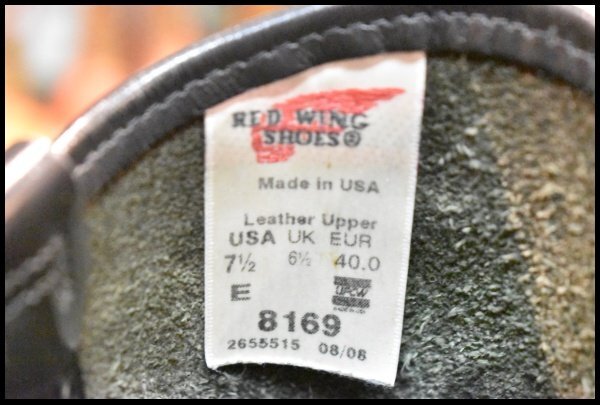 RED WING
SHOES®
Made in USA
Leather Upper
USA UK EUR
7½ 6½ 40.0
E UFCW
8169
2655515 08/08